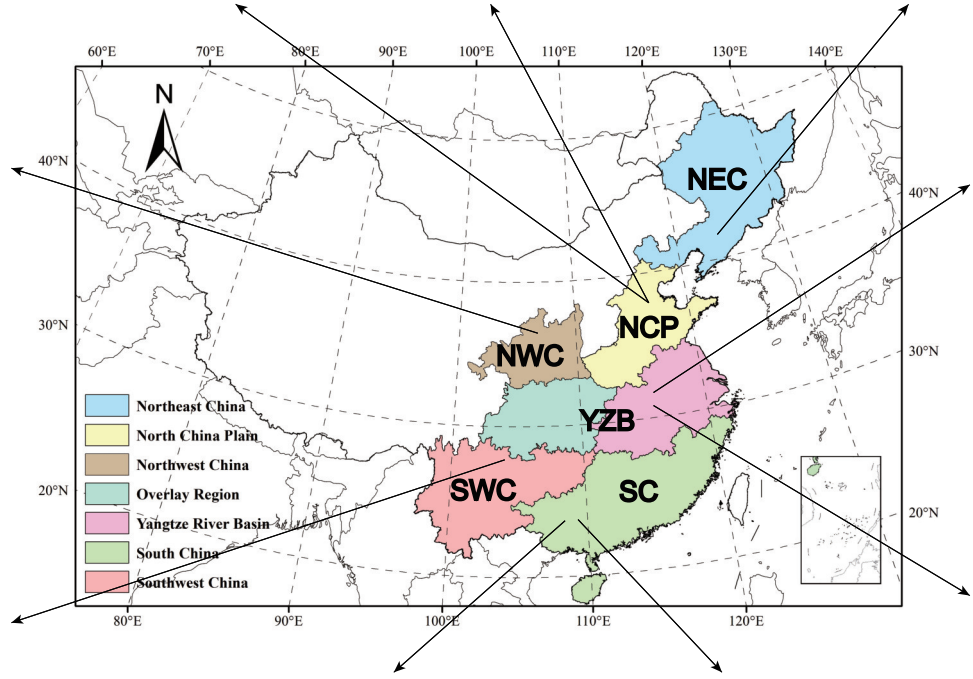 60°E 70°E 80°E 90°E 100°E 110°E 120°E 130°E 140°E
N
40°N
40°N
NEC
30°N
NCP
30°N
NWC
Northeast China
YZB
North China Plain
Northwest China
SWC
SC
20°N
Overlay Region
20°N
Yangtze River Basin
South China
Southwest China
80°E 90°E 100°E 110°E 120°E